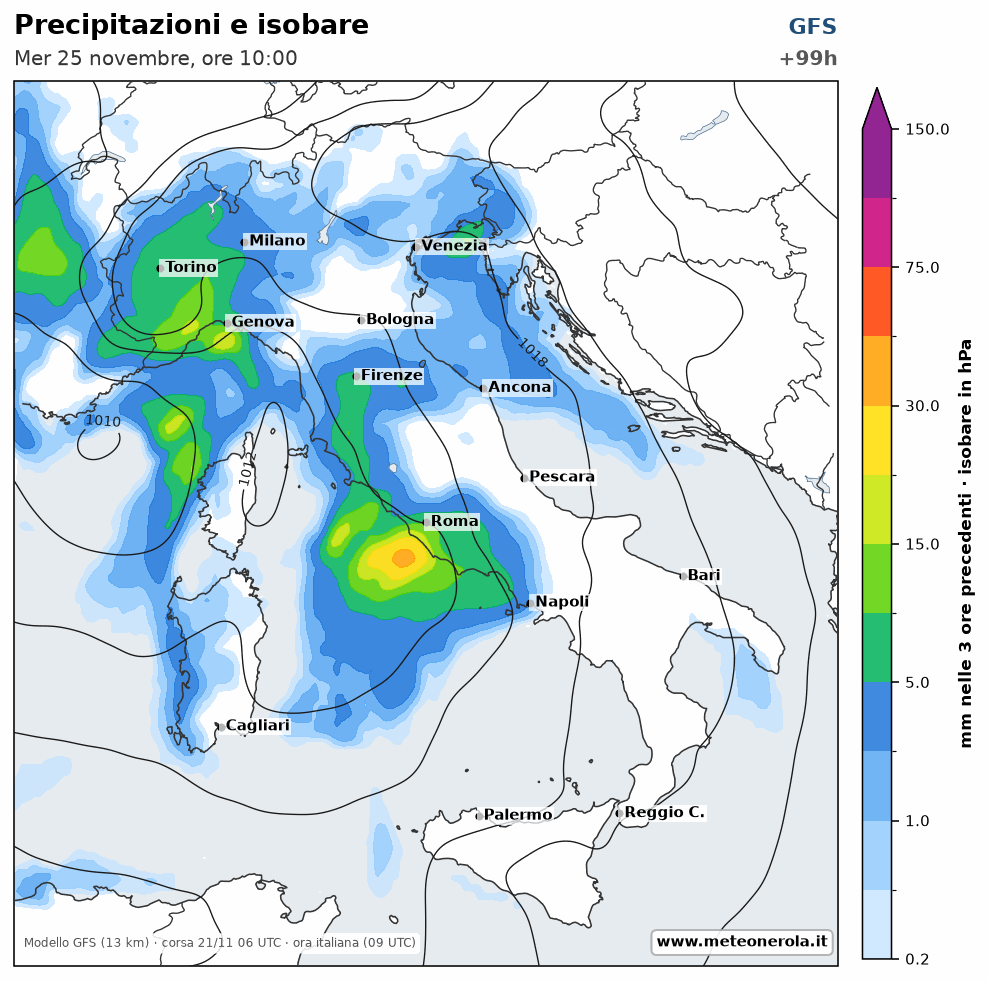 Precipitazioni e isobare
GFS
Mer 25 novembre, ore 10:00
+99h
150.0
75.0
30.0
15.0
5.0
1.0
0.2
mm nelle 3 ore precedenti · isobare in hPa
Milano
Venezia
Torino
Genova
Bologna
1018
Firenze
Ancona
1010
1012
Pescara
Roma
Bari
Napoli
Cagliari
Palermo
Reggio C.
Modello GFS (13 km) · corsa 21/11 06 UTC · ora italiana (09 UTC)
www.meteonerola.it